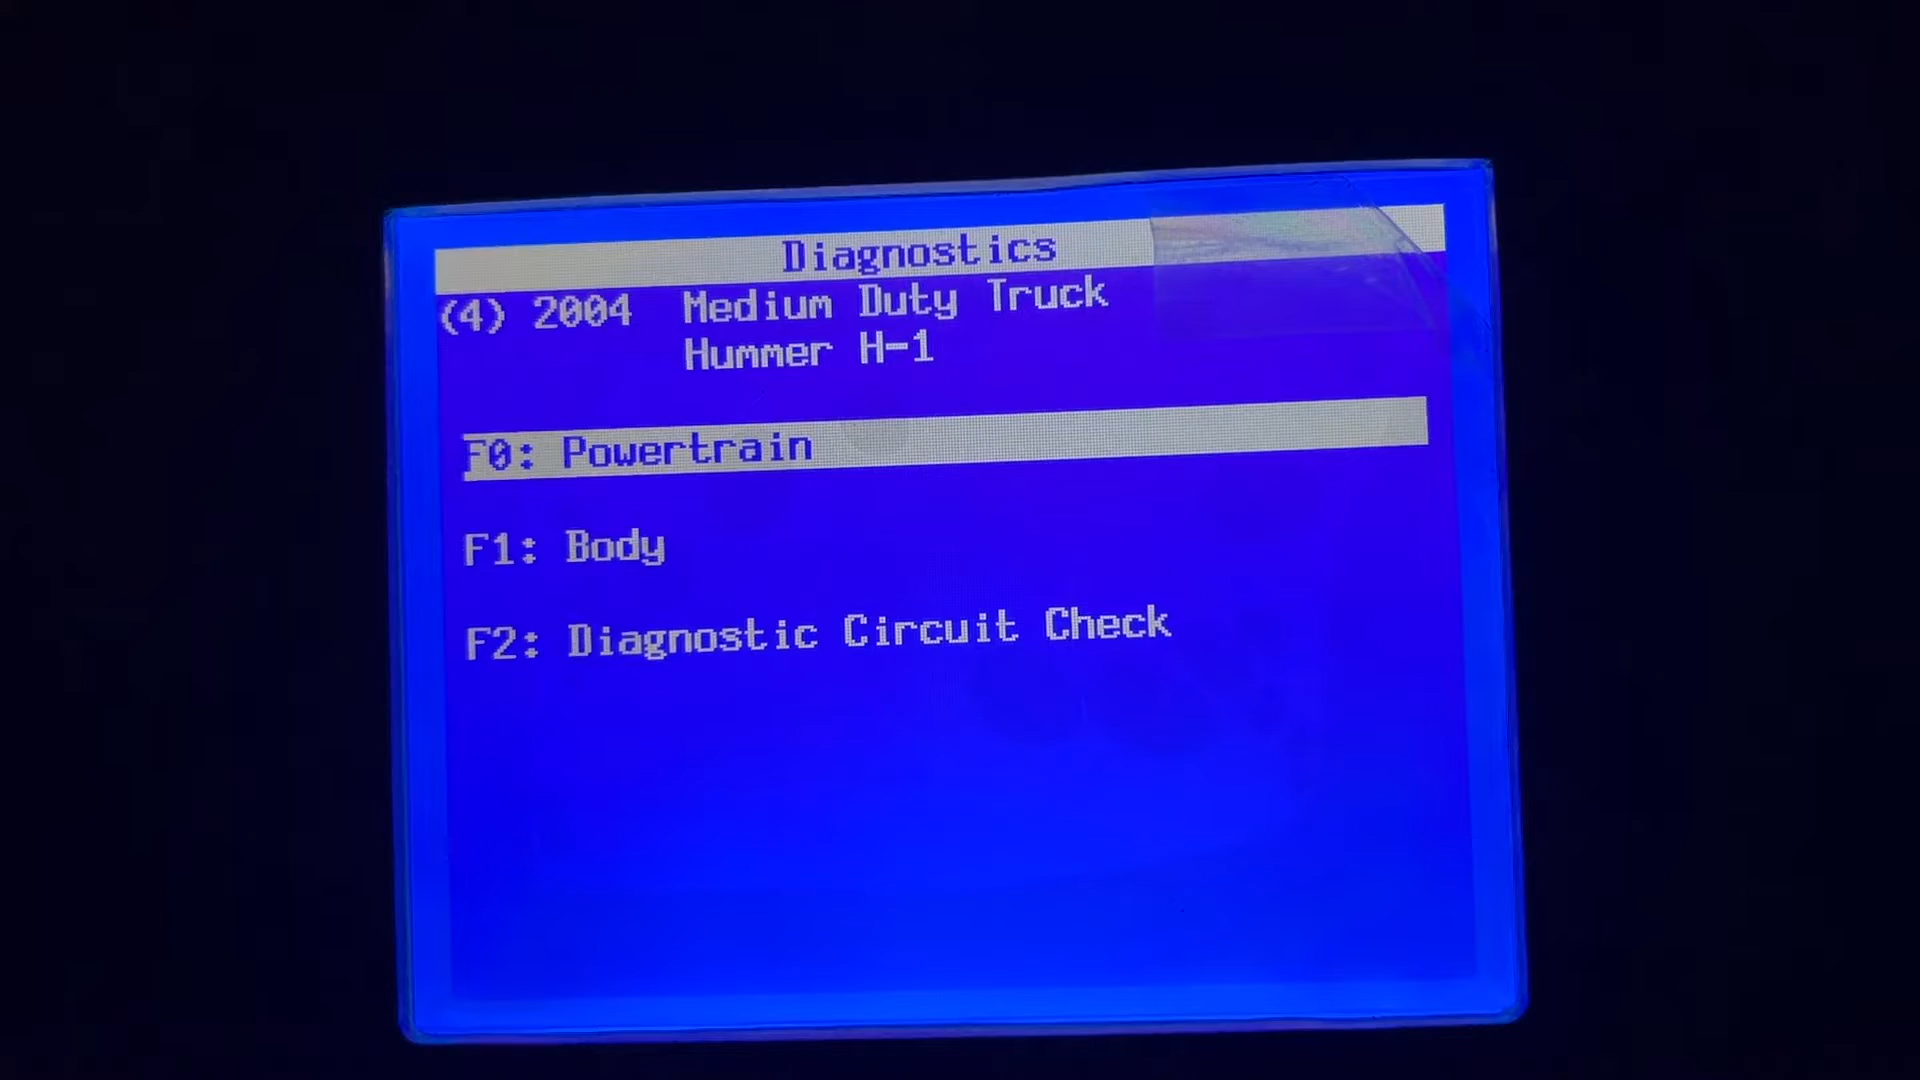 Diagnostics
(4) 2004 Medium Duty Truck
Hummer H-1
F0: Powertrain
F1: Body
F2: Diagnostic Circuit Check